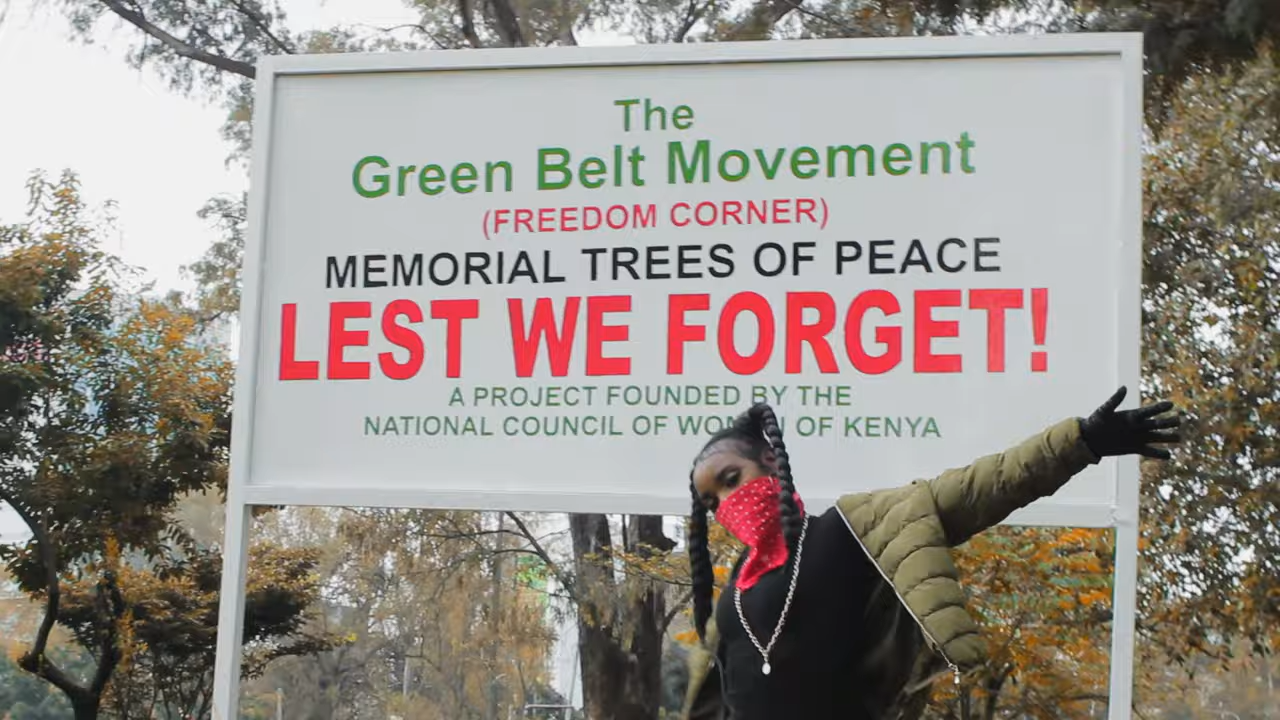 The
Green Belt Movement
(FREEDOM CORNER)
MEMORIAL TREES OF PEACE
LEST WE FORGET!
A PROJECT FOUNDED BY THE
NATIONAL COUNCIL OF WOMEN OF KENYA